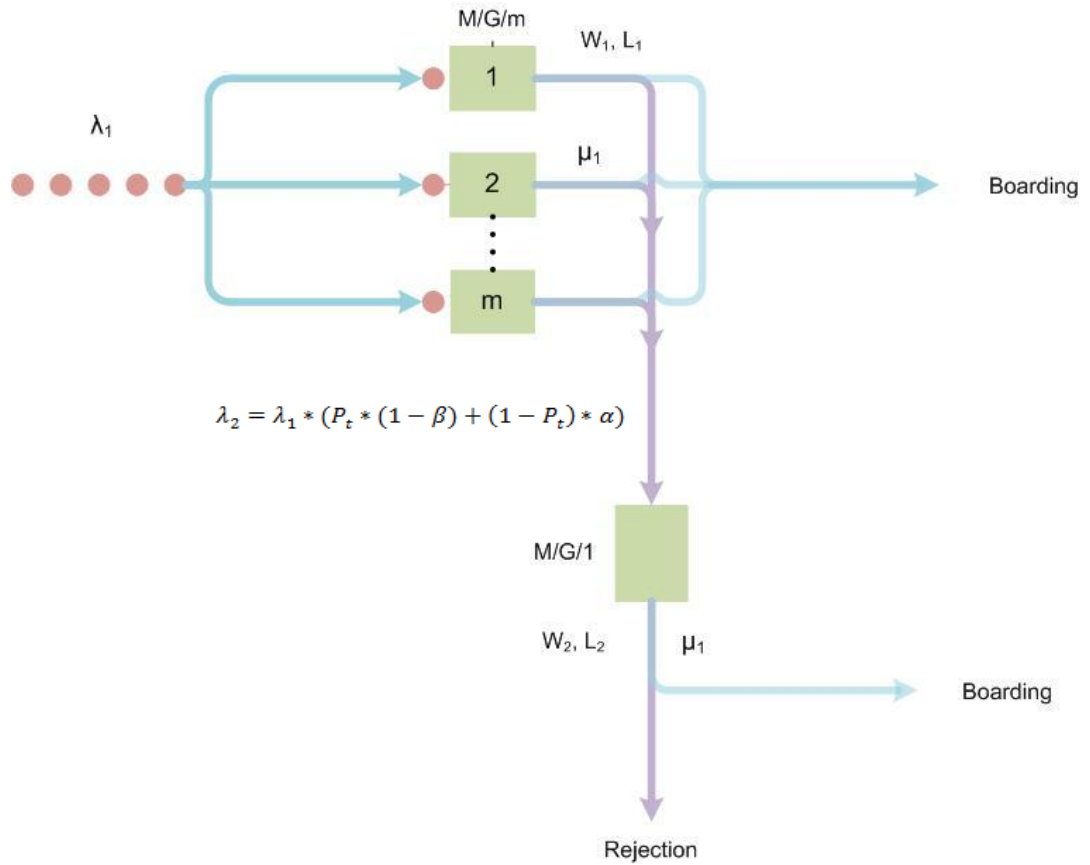 M/G/m
W₁, L₁
1
λ₁
μ₁
2
Boarding
m
λ₂ = λ₁ * (Pₜ * (1 − β) + (1 − Pₜ) * α)
M/G/1
W₂, L₂
μ₁
Boarding
Rejection